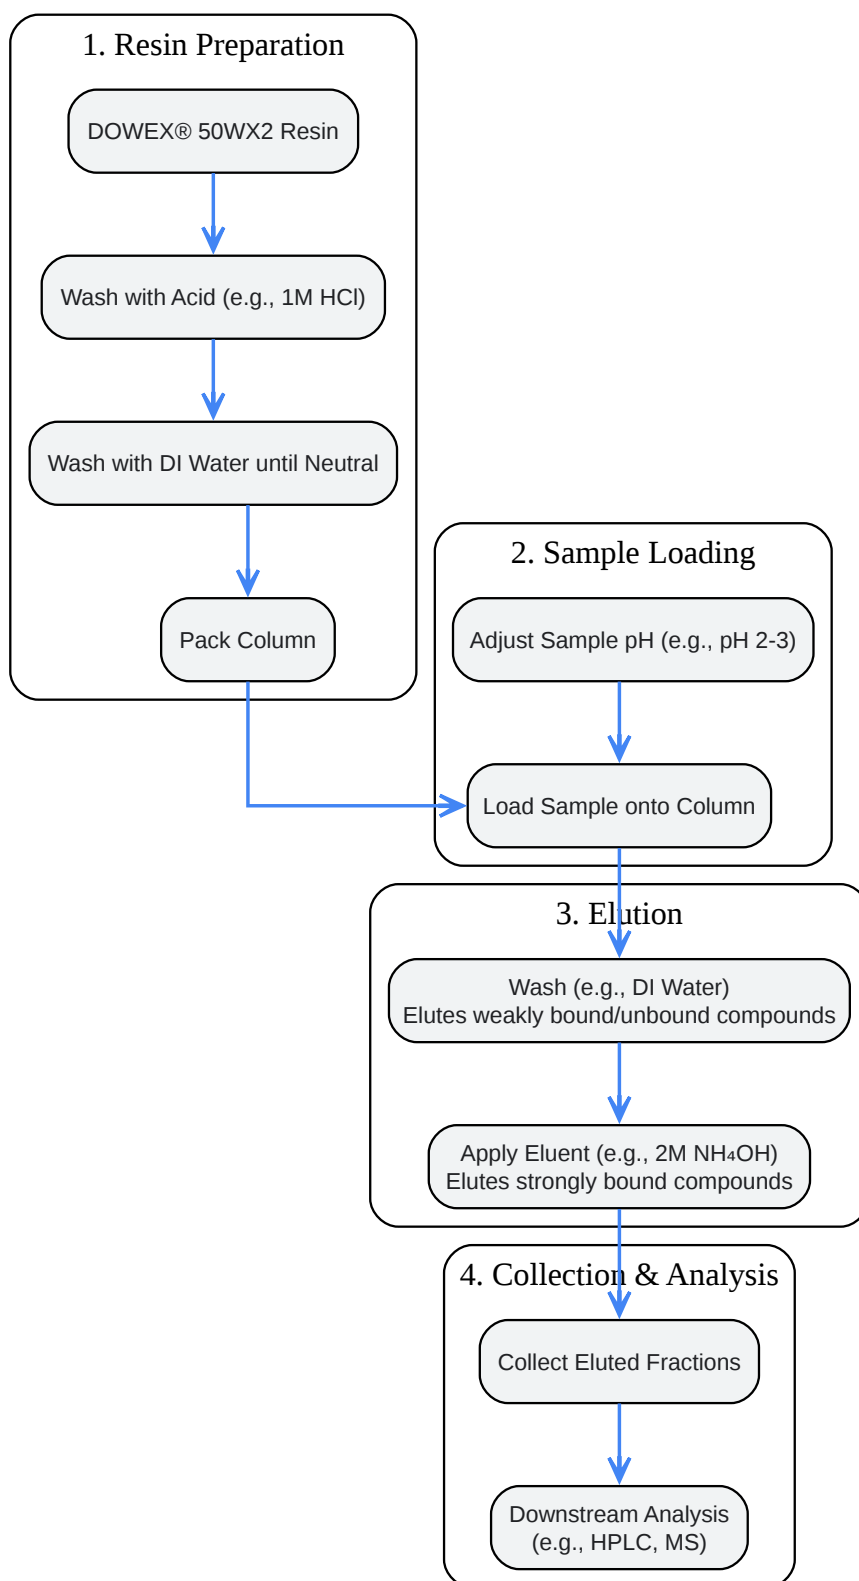 1. Resin Preparation
DOWEX® 50WX2 Resin
Wash with Acid (e.g., 1M HCl)
Wash with DI Water until Neutral
Pack Column
2. Sample Loading
Adjust Sample pH (e.g., pH 2-3)
Load Sample onto Column
3. Elution
Wash (e.g., DI Water)
Elutes weakly bound/unbound compounds
Apply Eluent (e.g., 2M NH₄OH)
Elutes strongly bound compounds
4. Collection & Analysis
Collect Eluted Fractions
Downstream Analysis
(e.g., HPLC, MS)